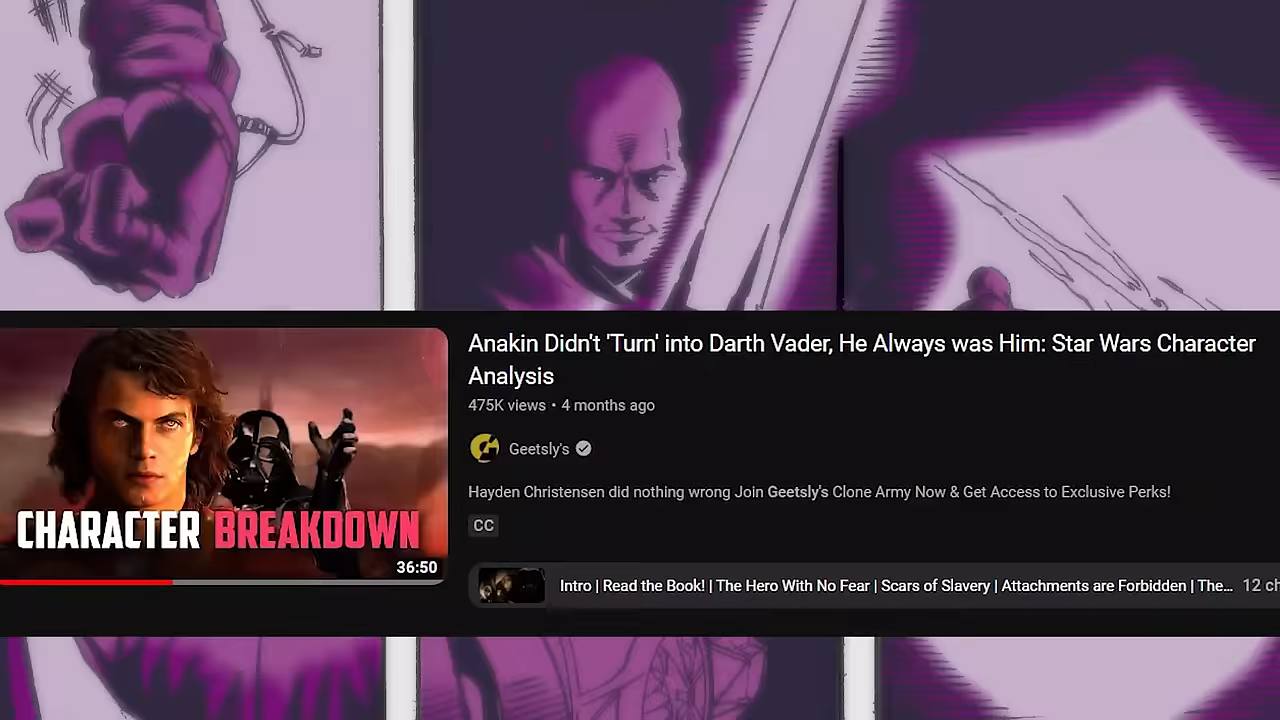 Anakin Didn't 'Turn' into Darth Vader, He Always was Him: Star Wars Character
Analysis
475K views • 4 months ago
Geetsly's
Hayden Christensen did nothing wrong Join Geetsly's Clone Army Now & Get Access to Exclusive Perks!
CC
CHARACTER BREAKDOWN
36:50
Intro | Read the Book! | The Hero With No Fear | Scars of Slavery | Attachments are Forbidden | The... 12 ch